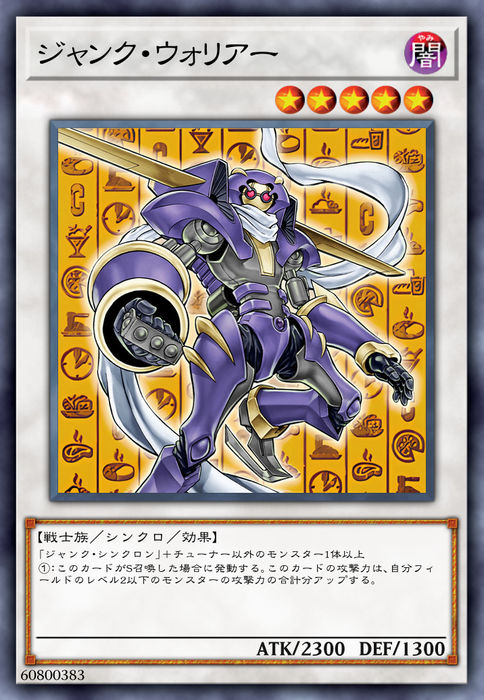 ジャンク・ウォリアー
やみ
闇
【戦士族／シンクロ／効果】
「ジャンク・シンクロン」＋チューナー以外のモンスター1体以上
①：このカードがS召喚した場合に発動する。このカードの攻撃力は、自分フィ
ールドのレベル2以下のモンスターの攻撃力の合計分アップする。
ATK/2300 DEF/1300
60800383